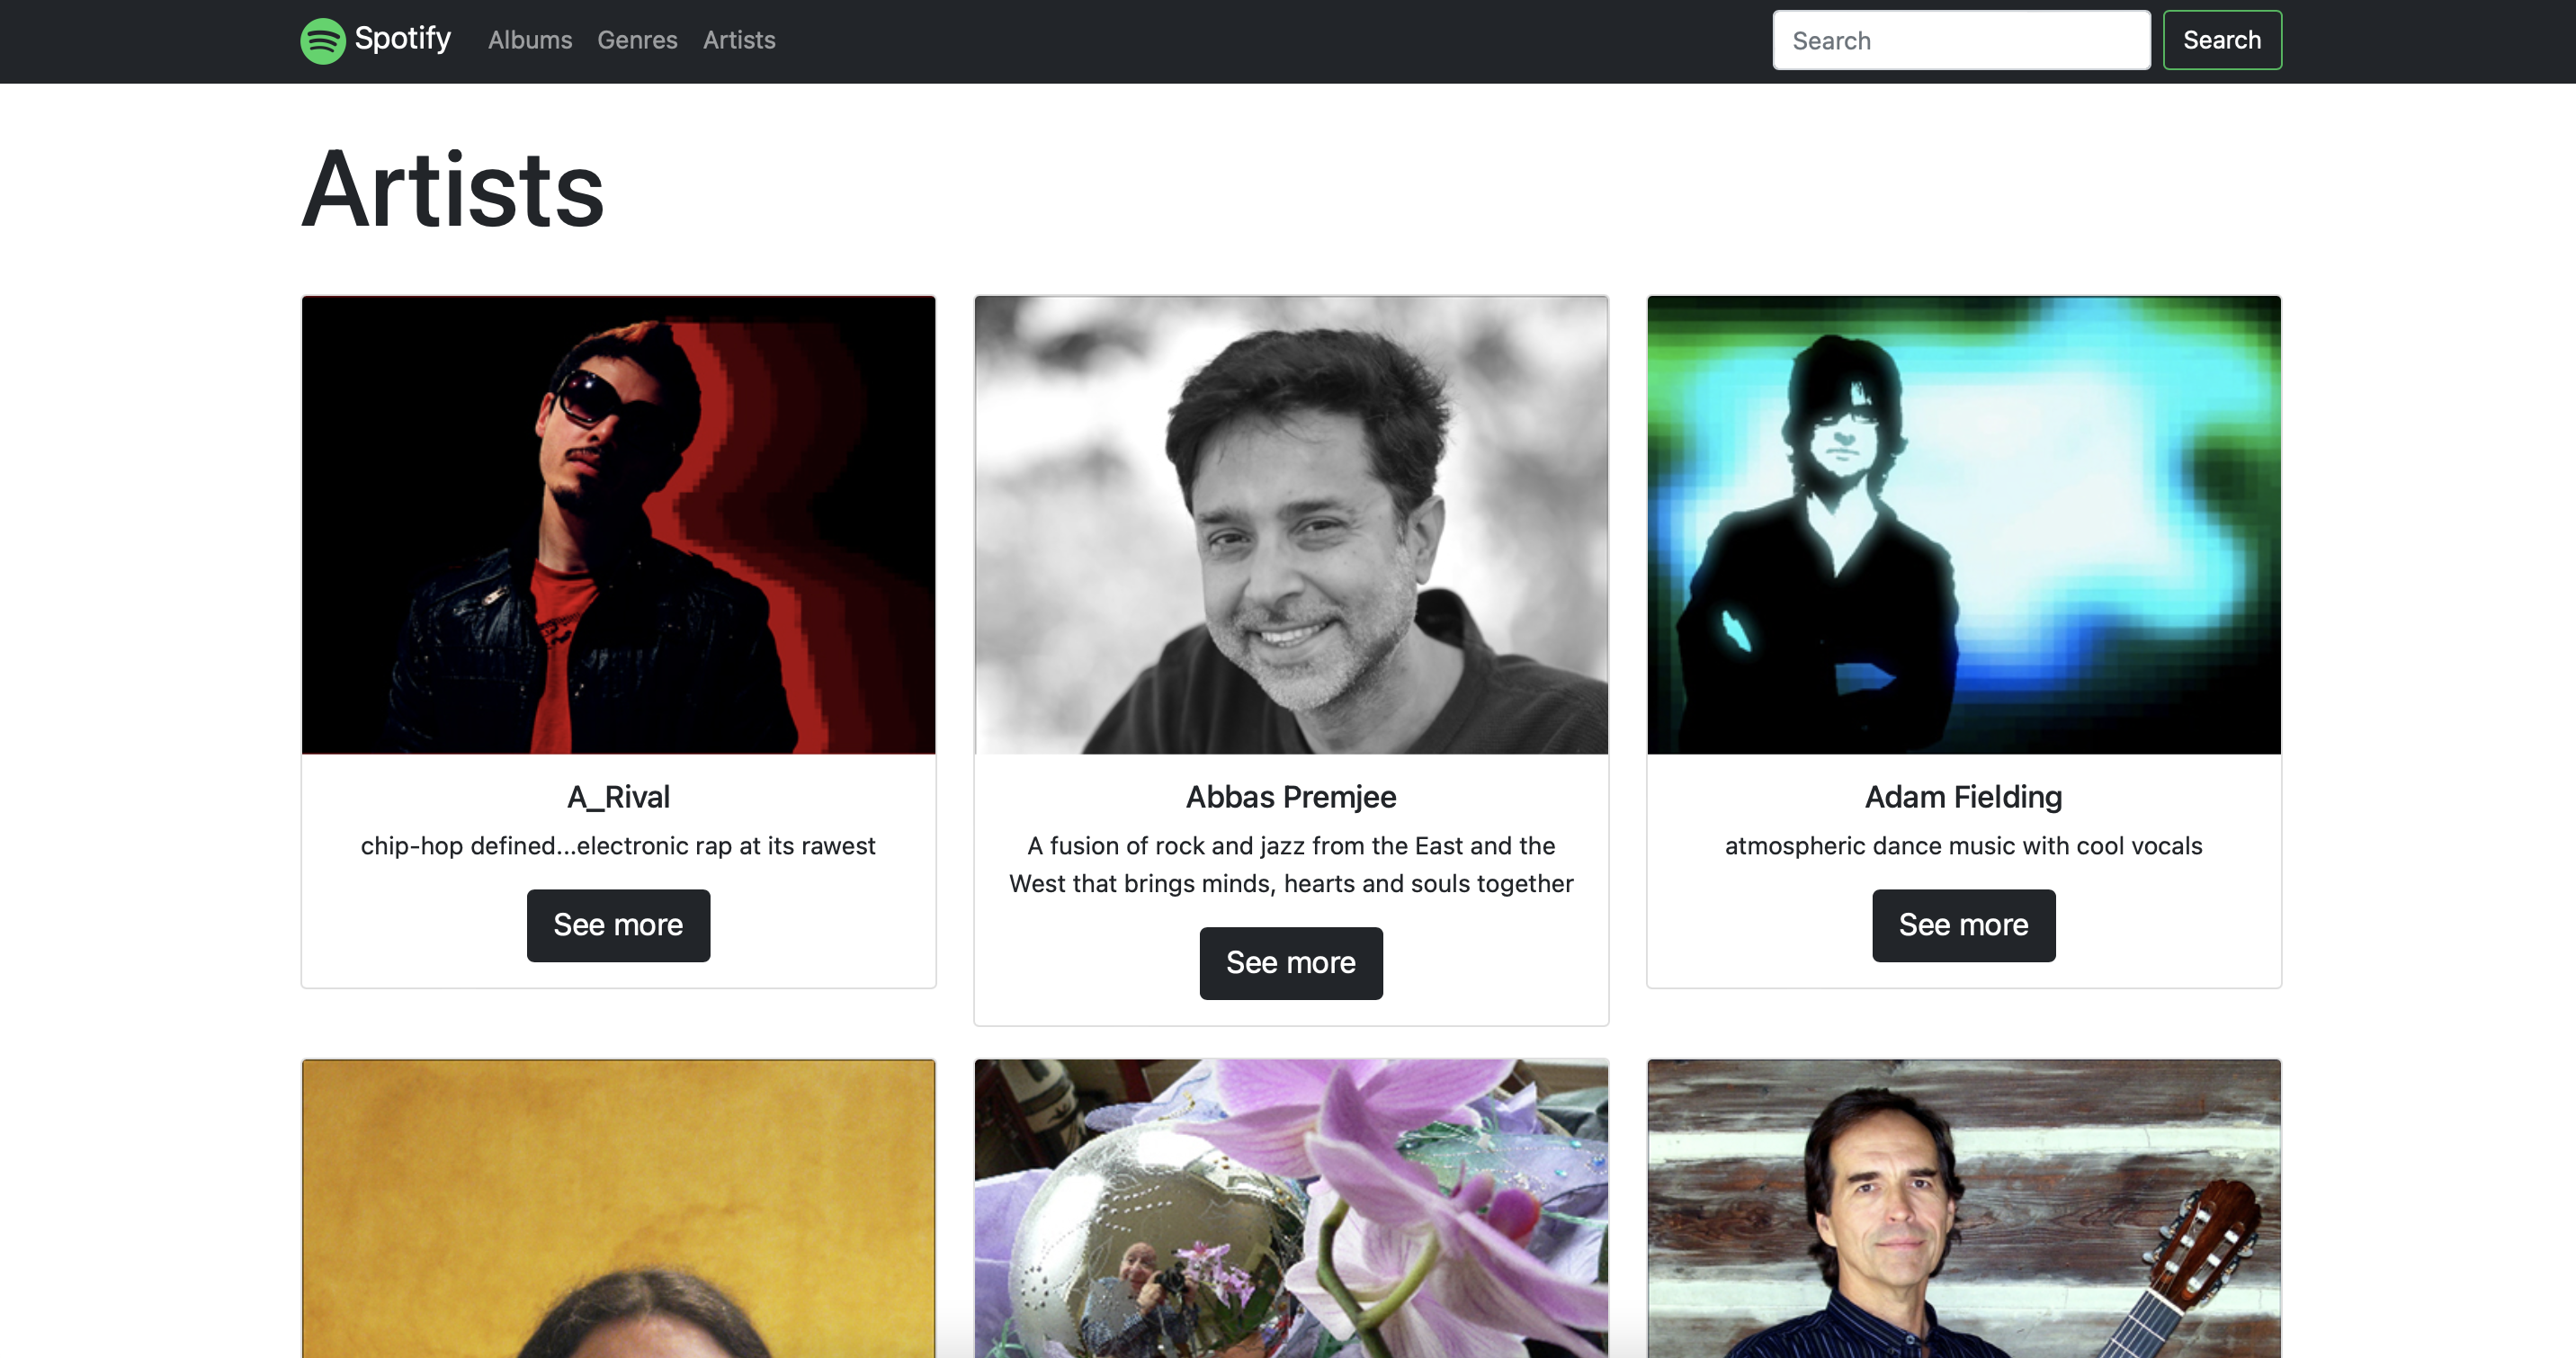 Spotify
Albums Genres Artists
Search
Search
Artists
A_Rival
chip-hop defined...electronic rap at its rawest
See more
Abbas Premjee
A fusion of rock and jazz from the East and the
West that brings minds, hearts and souls together
See more
Adam Fielding
atmospheric dance music with cool vocals
See more